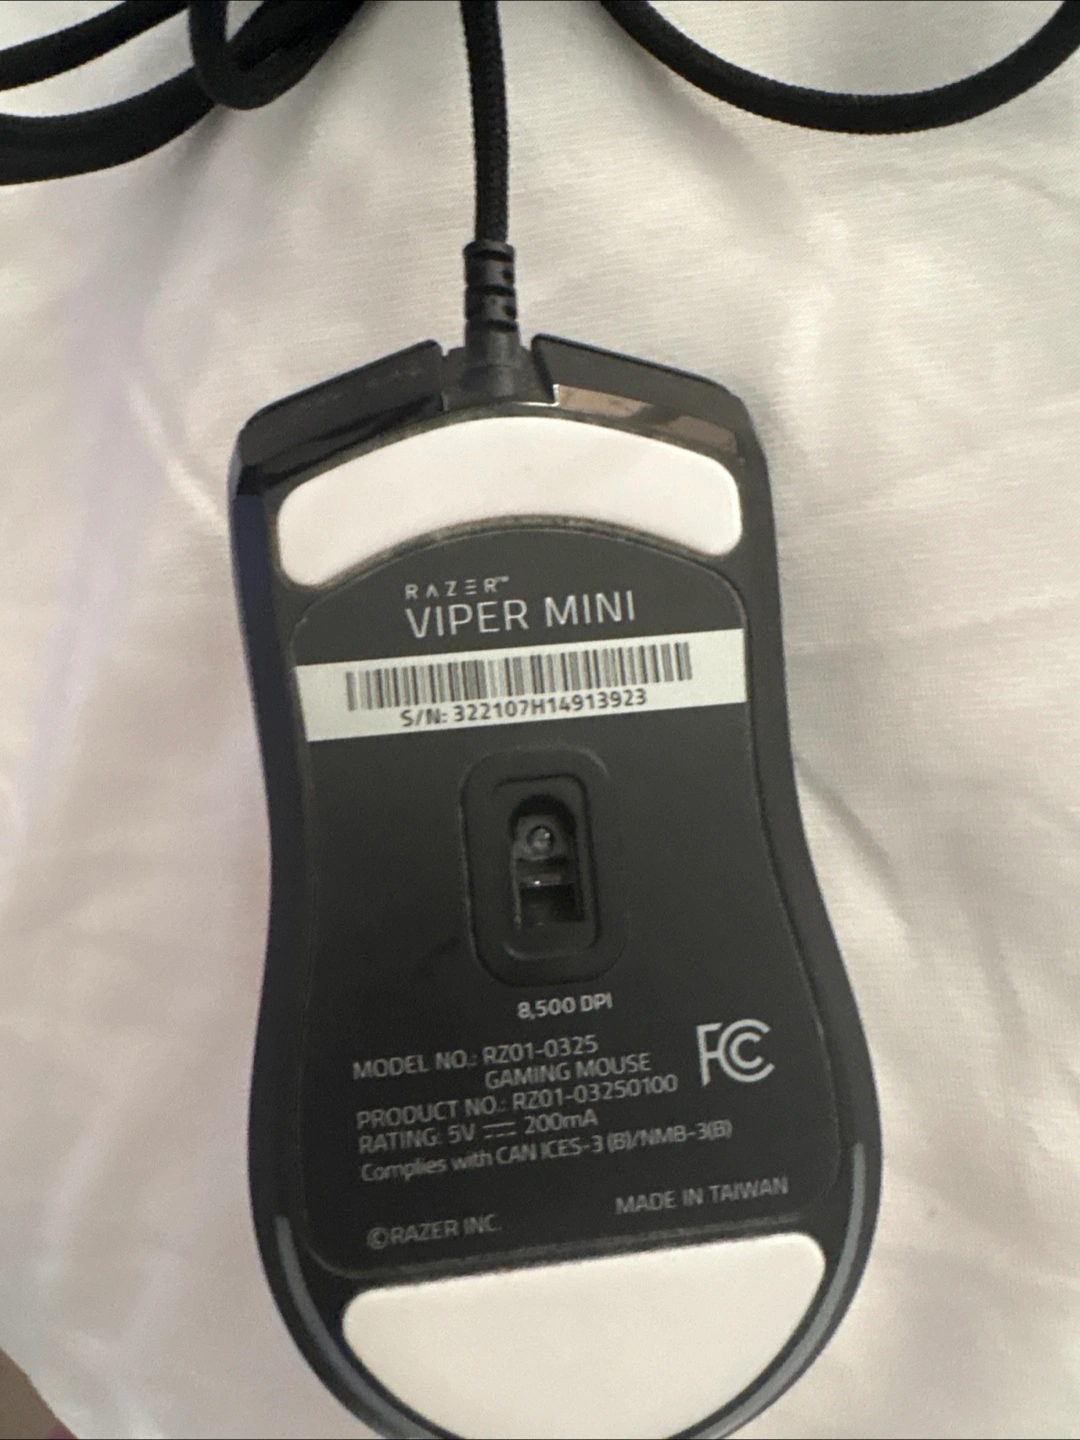 RAZER™
VIPER MINI
S/N: 322107H14913923
8,500 DPI
MODEL NO.: RZ01-0325
GAMING MOUSE
FC
PRODUCT NO.: RZ01-03250100
RATING: 5V ⎓ 200mA
Complies with CAN ICES-3 (B)/NMB-3(B)
MADE IN TAIWAN
©RAZER INC.